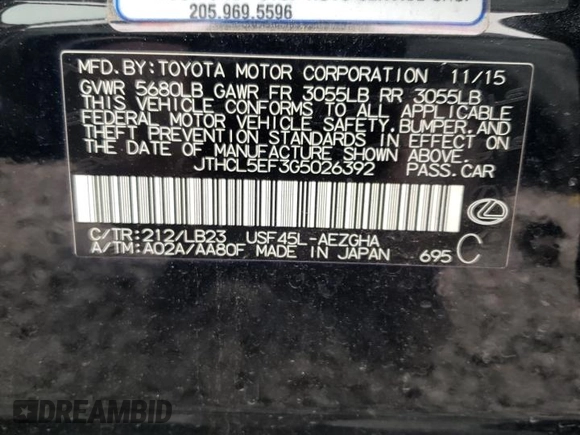 205.969.5596
MFD.BY:TOYOTA MOTOR CORPORATION 11/15
GVWR 5680LB GAWR FR 3055LB RR 3055LB
THIS VEHICLE CONFORMS TO ALL APPLICABLE
FEDERAL MOTOR VEHICLE SAFETY, BUMPER, AND
THEFT PREVENTION STANDARDS IN EFFECT ON
THE DATE OF MANUFACTURE SHOWN ABOVE.
JTHCL5EF3G5026392 PASS.CAR
C/TR:212/LB23 USF45L-AEZGHA
A/TM:A02A/AA80F MADE IN JAPAN 695 C
DREAMBID